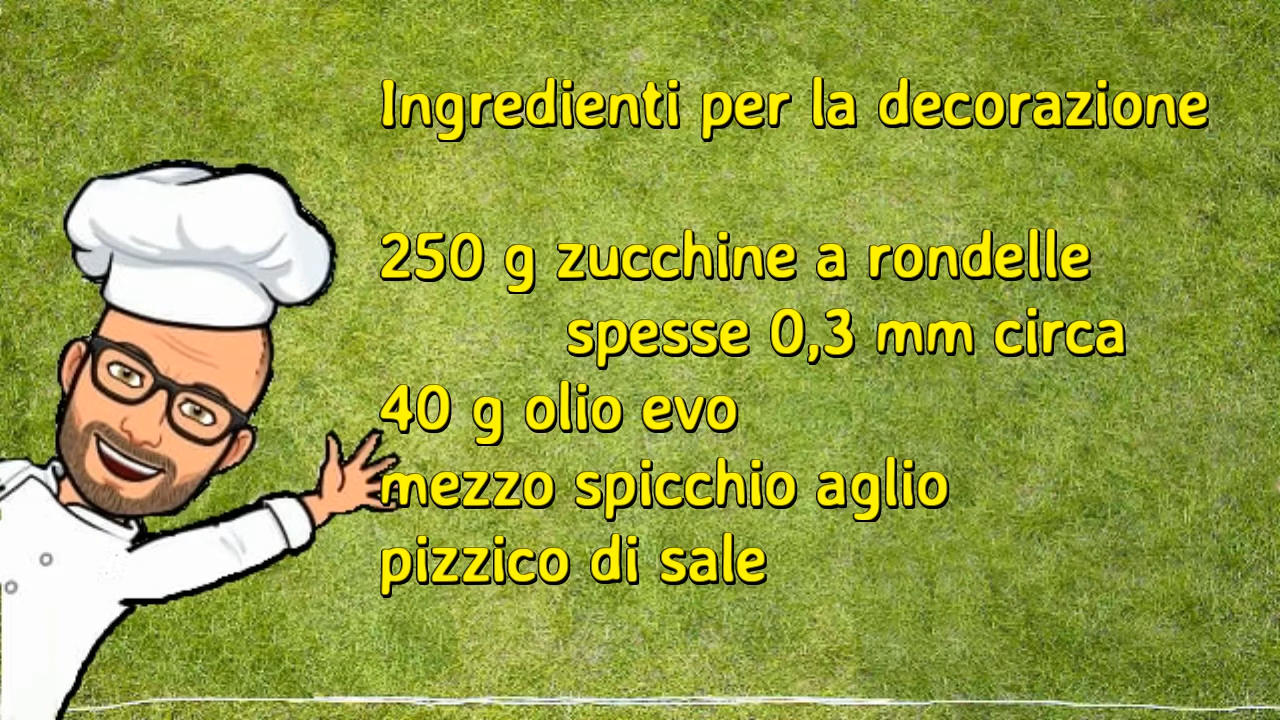 Ingredienti per la decorazione
250 g zucchine a rondelle
spesse 0,3 mm circa
40 g olio evo
mezzo spicchio aglio
pizzico di sale